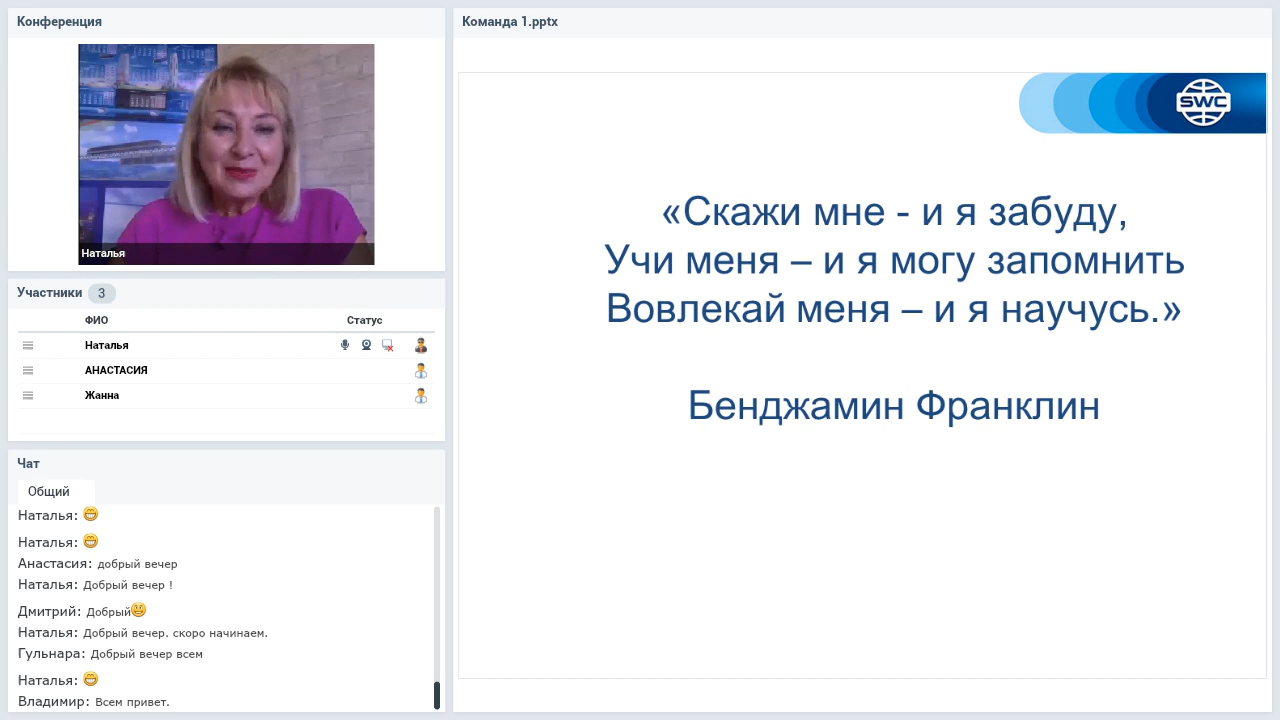 Конференция
Наталья
Участники 3
ФИО Статус
Наталья
АНАСТАСИЯ
Жанна
Чат
Общий
Наталья:
Наталья:
Анастасия: добрый вечер
Наталья: Добрый вечер !
Дмитрий: Добрый
Наталья: Добрый вечер. скоро начинаем.
Гульнара: Добрый вечер всем
Наталья:
Владимир: Всем привет.
Команда 1.pptx
SWC
«Скажи мне - и я забуду,
Учи меня – и я могу запомнить
Вовлекай меня – и я научусь.»
Бенджамин Франклин